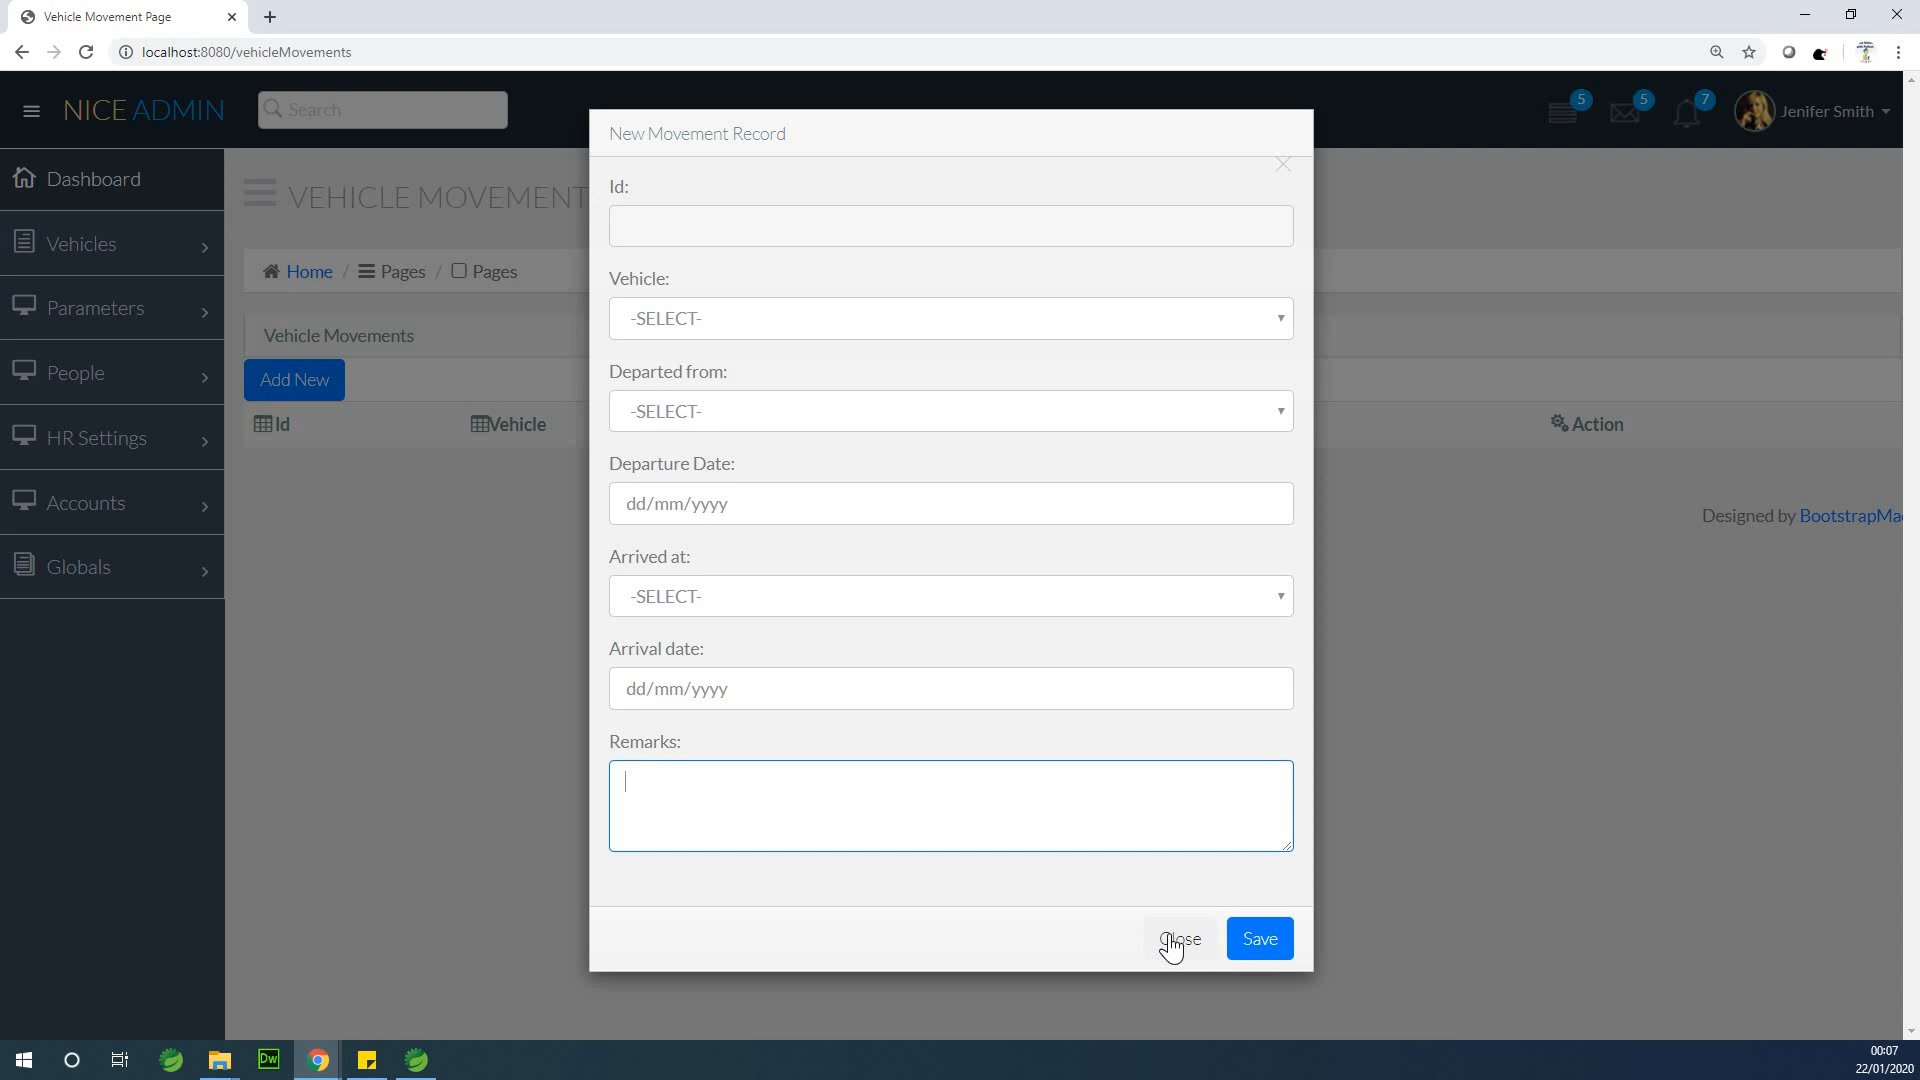 Vehicle Movement Page
localhost:8080/vehicleMovements
NICE ADMIN
Search
5
5
7
Jenifer Smith
New Movement Record
Dashboard
Vehicles
Parameters
People
HR Settings
Accounts
Globals
VEHICLE MOVEMENT
Home / Pages / Pages
Vehicle Movements
Add New
Id
Vehicle
Action
Designed by BootstrapMa
Id:
Vehicle:
-SELECT-
Departed from:
-SELECT-
Departure Date:
dd/mm/yyyy
Arrived at:
-SELECT-
Arrival date:
dd/mm/yyyy
Remarks:
Close
Save
Dw
00:07
22/01/2020